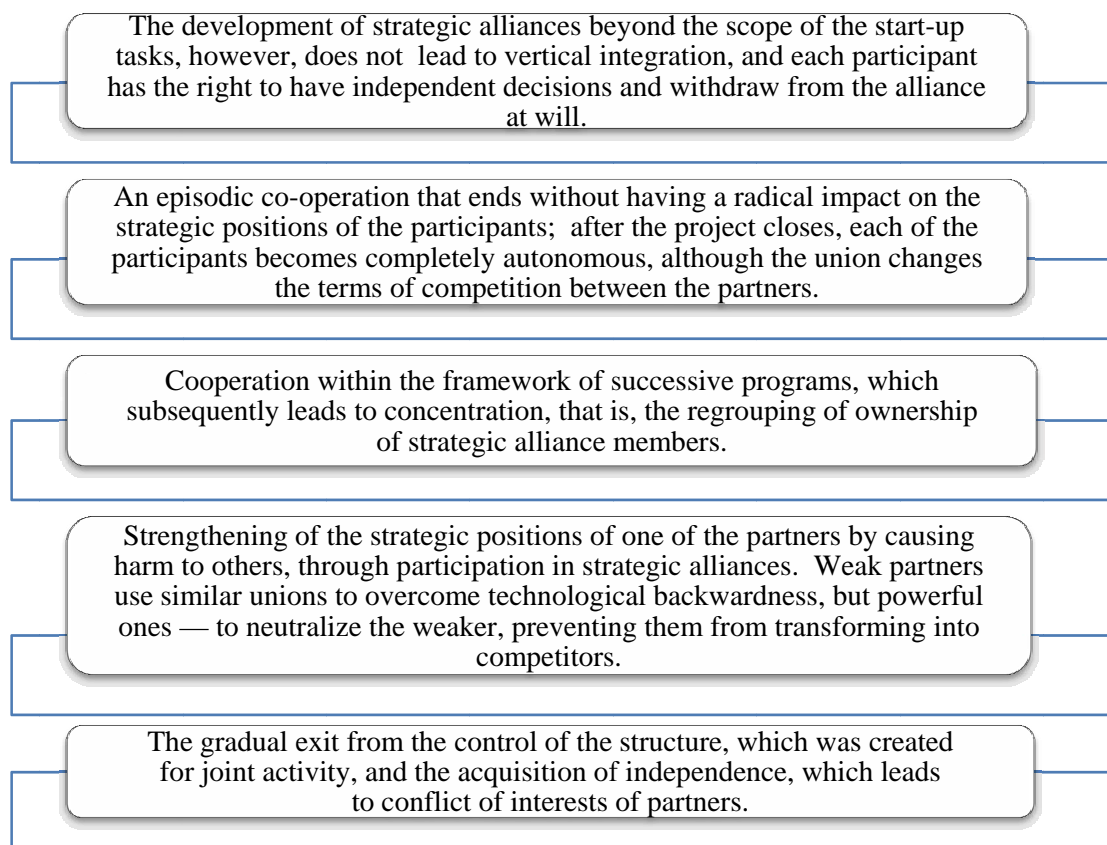 The development of strategic alliances beyond the scope of the start-up
tasks, however, does not lead to vertical integration, and each participant
has the right to have independent decisions and withdraw from the alliance
at will.
An episodic co-operation that ends without having a radical impact on the
strategic positions of the participants; after the project closes, each of the
participants becomes completely autonomous, although the union changes
the terms of competition between the partners.
Cooperation within the framework of successive programs, which
subsequently leads to concentration, that is, the regrouping of ownership
of strategic alliance members.
Strengthening of the strategic positions of one of the partners by causing
harm to others, through participation in strategic alliances. Weak partners
use similar unions to overcome technological backwardness, but powerful
ones — to neutralize the weaker, preventing them from transforming into
competitors.
The gradual exit from the control of the structure, which was created
for joint activity, and the acquisition of independence, which leads
to conflict of interests of partners.